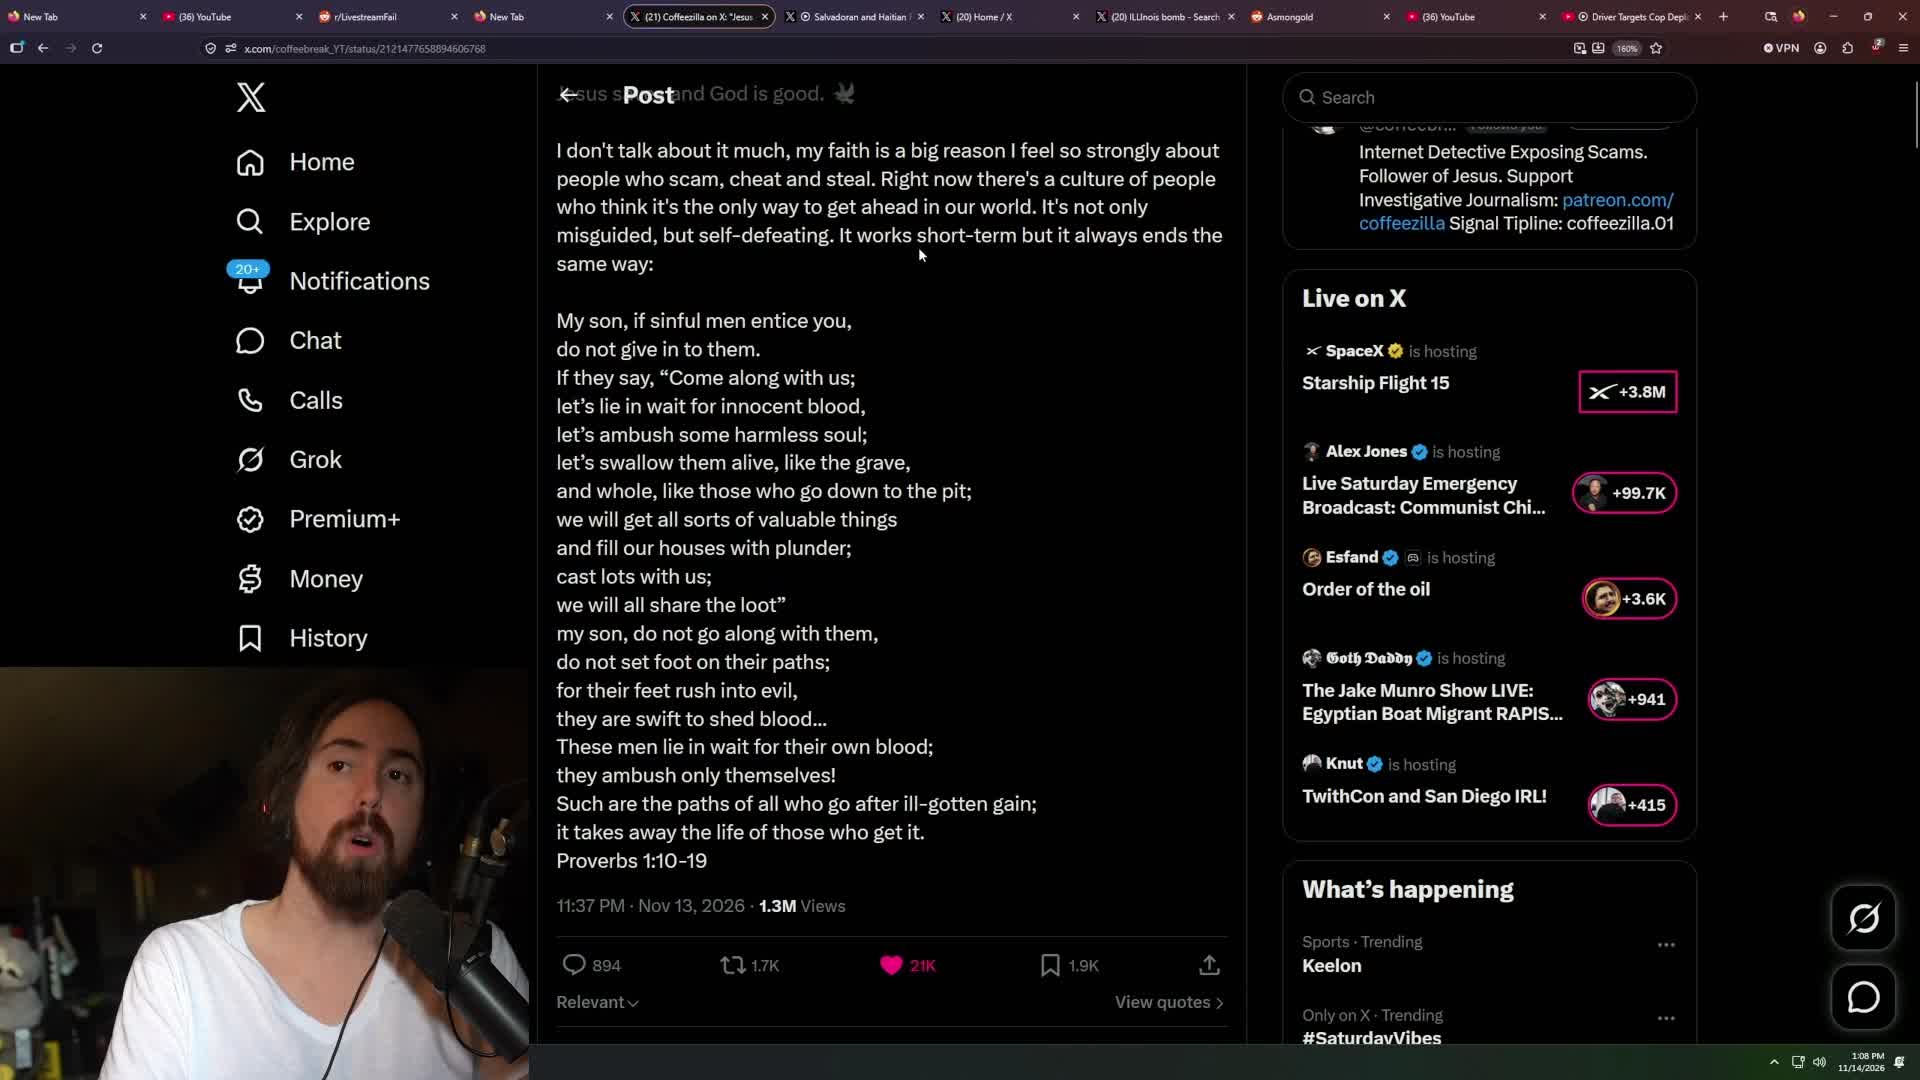 New Tab
(36) YouTube
r/LivestreamFail
New Tab
(21) Coffeezilla on X: "Jesus
Salvadoran and Haitian
(20) Home / X
(20) ILLInois bomb - Search
Asmongold
(36) YouTube
Driver Targets Cop Depl
x.com/coffeebreak_YT/status/2121477658894606768
160%
VPN
2
Home
Explore
20+
Notifications
Chat
Calls
Grok
Premium+
Money
History
Post
and God is good. 🕊
I don't talk about it much, my faith is a big reason I feel so strongly about
people who scam, cheat and steal. Right now there's a culture of people
who think it's the only way to get ahead in our world. It's not only
misguided, but self-defeating. It works short-term but it always ends the
same way:
My son, if sinful men entice you,
do not give in to them.
If they say, “Come along with us;
let’s lie in wait for innocent blood,
let’s ambush some harmless soul;
let’s swallow them alive, like the grave,
and whole, like those who go down to the pit;
we will get all sorts of valuable things
and fill our houses with plunder;
cast lots with us;
we will all share the loot”
my son, do not go along with them,
do not set foot on their paths;
for their feet rush into evil,
they are swift to shed blood…
These men lie in wait for their own blood;
they ambush only themselves!
Such are the paths of all who go after ill-gotten gain;
it takes away the life of those who get it.
Proverbs 1:10-19
11:37 PM · Nov 13, 2026 · 1.3M Views
894
1.7K
21K
1.9K
Relevant
View quotes
Search
Internet Detective Exposing Scams.
Follower of Jesus. Support
Investigative Journalism: patreon.com/
coffeezilla Signal Tipline: coffeezilla.01
Live on X
SpaceX is hosting
Starship Flight 15
+3.8M
Alex Jones is hosting
Live Saturday Emergency
Broadcast: Communist Chi...
+99.7K
Esfand is hosting
Order of the oil
+3.6K
Goth Daddy is hosting
The Jake Munro Show LIVE:
Egyptian Boat Migrant RAPIS...
+941
Knut is hosting
TwithCon and San Diego IRL!
+415
What’s happening
Sports · Trending
Keelon
Only on X · Trending
#SaturdayVibes
1:08 PM
11/14/2026